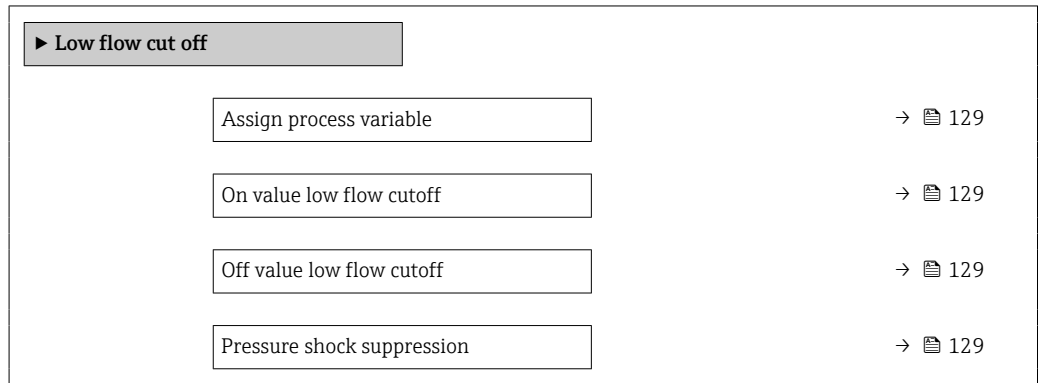 ► Low flow cut off
Assign process variable → 129
On value low flow cutoff → 129
Off value low flow cutoff → 129
Pressure shock suppression → 129